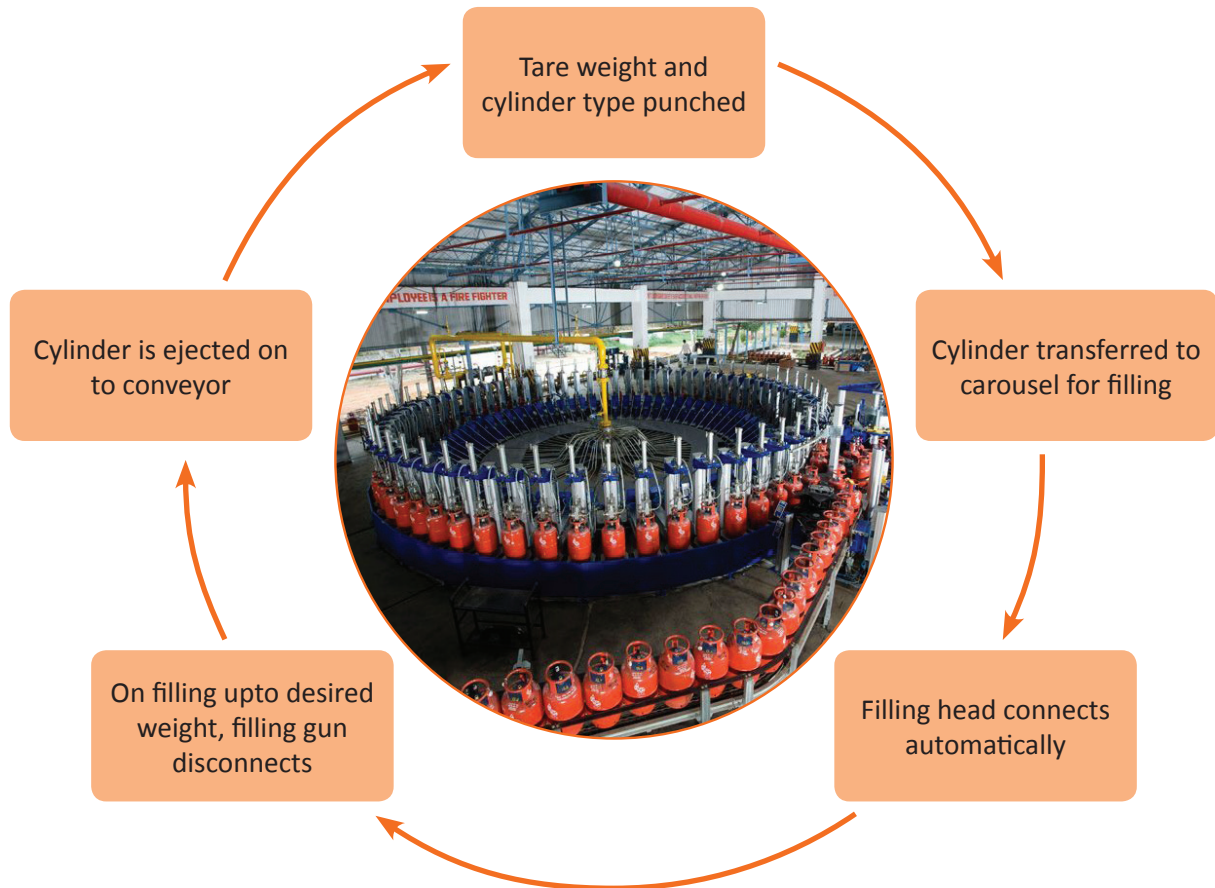 Tare weight and
cylinder type punched
Cylinder transferred to
carousel for filling
Filling head connects
automatically
On filling upto desired
weight, filling gun
disconnects
Cylinder is ejected on
to conveyor
MPLOYEE IS A FIRE FIGHTER